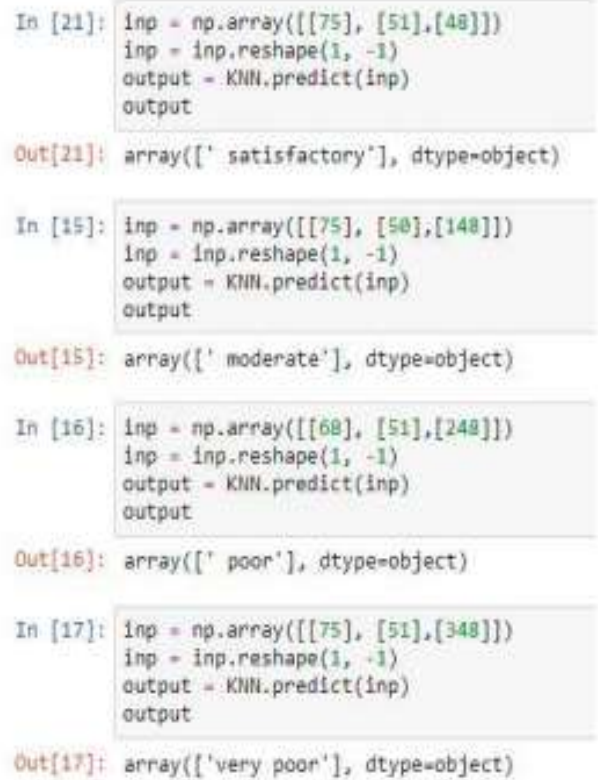 In [21]: inp = np.array([[75], [51],[48]])
inp = inp.reshape(1, -1)
output = KNN.predict(inp)
output
Out[21]: array([' satisfactory'], dtype=object)
In [15]: inp = np.array([[75], [50],[148]])
inp = inp.reshape(1, -1)
output = KNN.predict(inp)
output
Out[15]: array([' moderate'], dtype=object)
In [16]: inp = np.array([[68], [51],[248]])
inp = inp.reshape(1, -1)
output = KNN.predict(inp)
output
Out[16]: array([' poor'], dtype=object)
In [17]: inp = np.array([[75], [51],[348]])
inp = inp.reshape(1, -1)
output = KNN.predict(inp)
output
Out[17]: array(['very poor'], dtype=object)